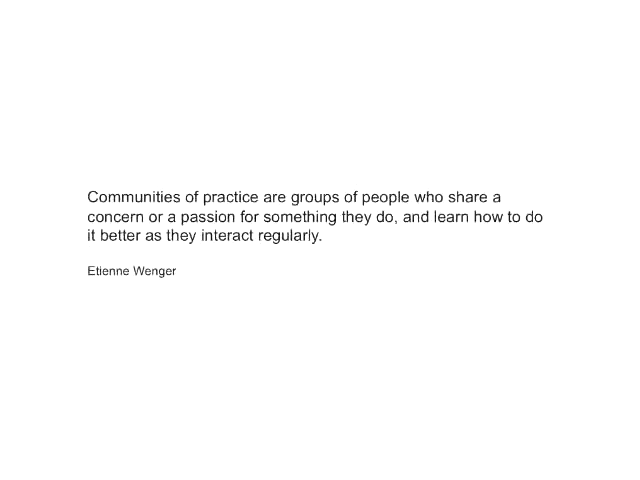 Communities of practice are groups of people who share a
concern or a passion for something they do, and learn how to do
it better as they interact regularly.
Etienne Wenger